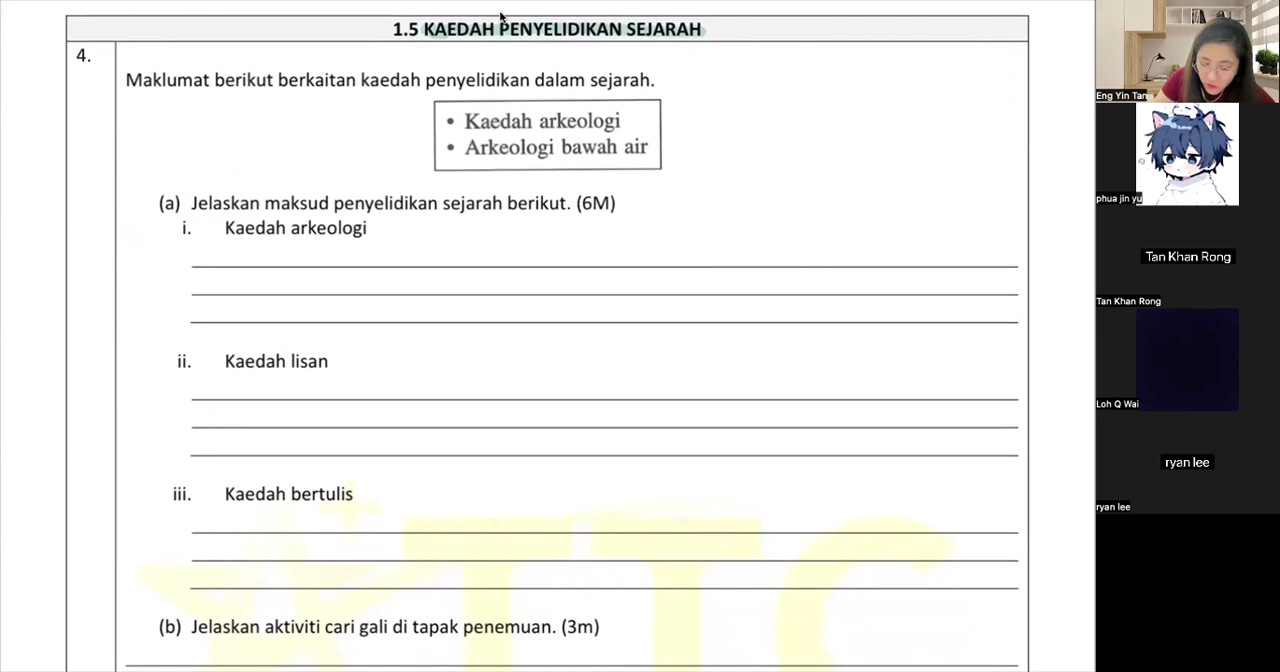 1.5 KAEDAH PENYELIDIKAN SEJARAH
4.
Maklumat berikut berkaitan kaedah penyelidikan dalam sejarah.
• Kaedah arkeologi
• Arkeologi bawah air
(a) Jelaskan maksud penyelidikan sejarah berikut. (6M)
i. Kaedah arkeologi
ii. Kaedah lisan
iii. Kaedah bertulis
(b) Jelaskan aktiviti cari gali di tapak penemuan. (3m)
TTC
Eng Yin Tan
phua jin yu
Tan Khan Rong
Tan Khan Rong
Loh Q Wai
ryan lee
ryan lee